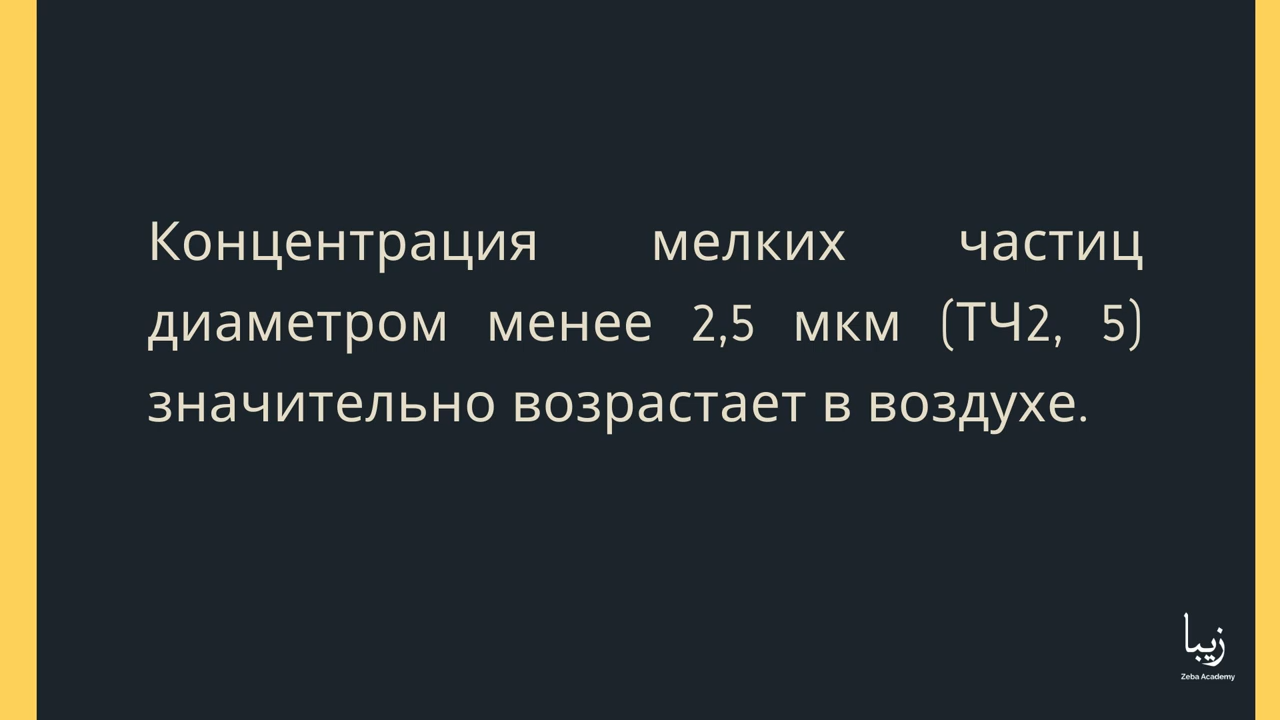 Концентрация мелких частиц
диаметром менее 2,5 мкм (ТЧ2, 5)
значительно возрастает в воздухе.
زيبا
Zeba Academy